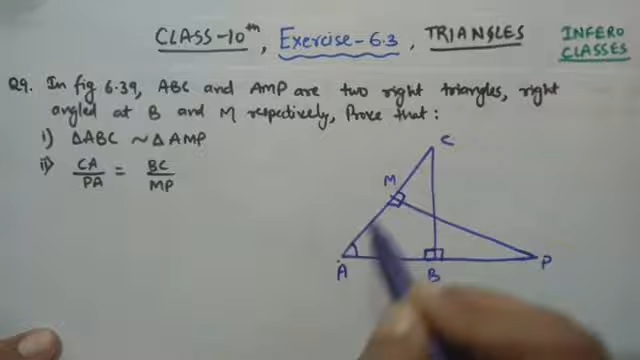 CLASS-10th, Exercise-6.3, TRIANGLES
INFERO
CLASSES
Q9. In fig 6.39, ABC and AMP are two right triangles, right
angled at B and M respectively, Prove that:
i) ΔABC ~ ΔAMP
ii) CA/PA = BC/MP
C
M
A
B
P